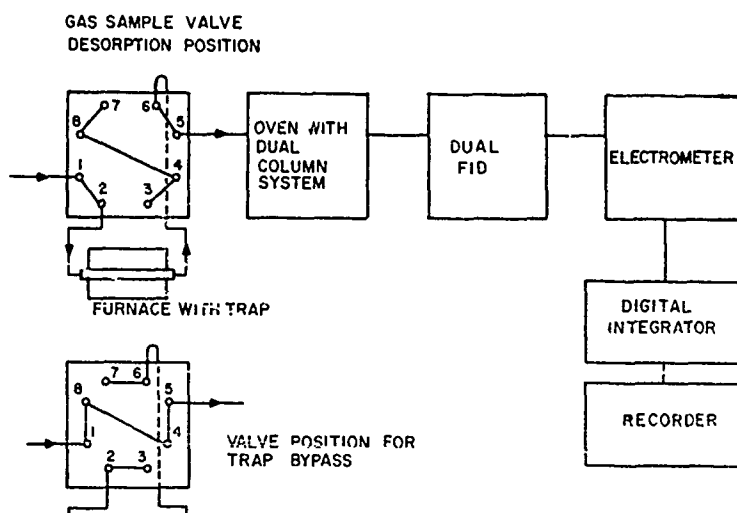 GAS SAMPLE VALVE
DESORPTION POSITION
7
6
8
5
1
4
2
3
OVEN WITH
DUAL
COLUMN
SYSTEM
DUAL
FID
ELECTROMETER
FURNACE WITH TRAP
DIGITAL
INTEGRATOR
RECORDER
7
6
8
5
1
4
2
3
VALVE POSITION FOR
TRAP BYPASS